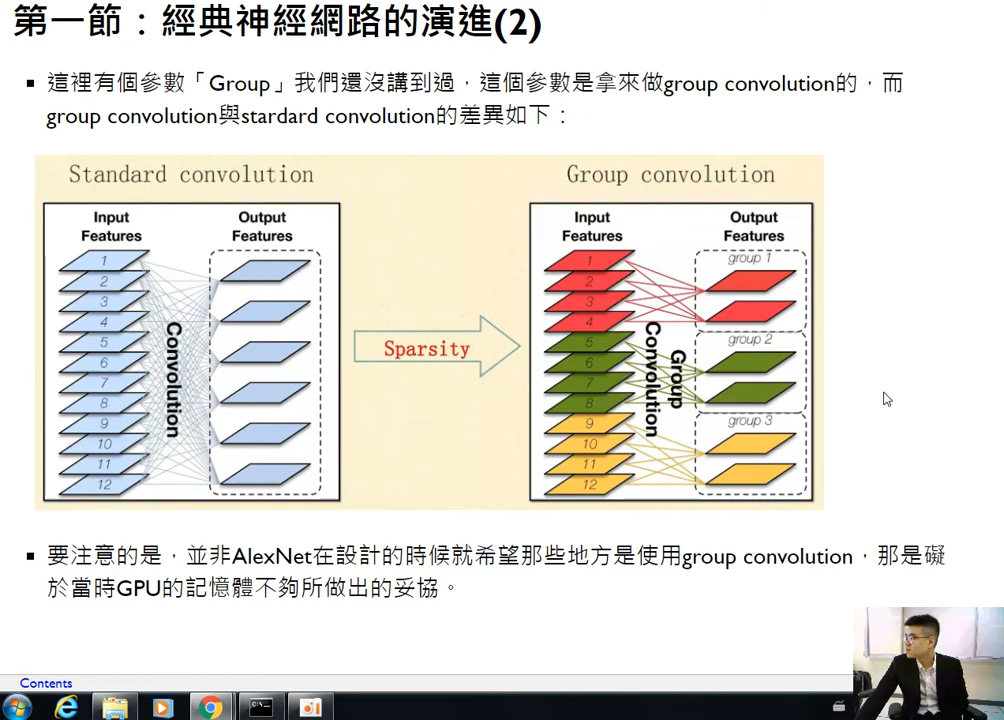 第一節：經典神經網路的演進(2)
▪ 這裡有個參數「Group」我們還沒講到過，這個參數是拿來做group convolution的，而
group convolution與stardard convolution的差異如下：
Standard convolution
Group convolution
Input
Features
Output
Features
1
2
3
4
5
6
7
8
9
10
11
12
Convolution
Sparsity
Input
Features
Output
Features
1
2
3
4
5
6
7
8
9
10
11
12
Group
Convolution
group 1
group 2
group 3
▪ 要注意的是，並非AlexNet在設計的時候就希望那些地方是使用group convolution，那是礙
於當時GPU的記憶體不夠所做出的妥協。
Contents